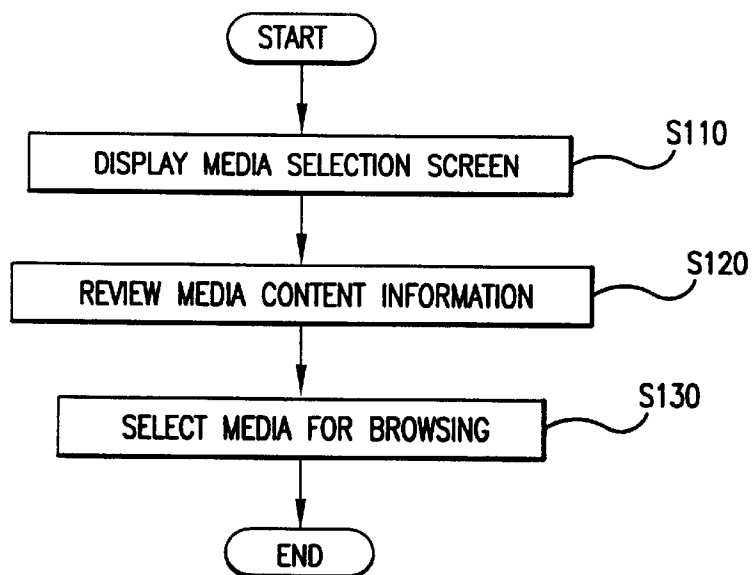 START
DISPLAY MEDIA SELECTION SCREEN
S110
REVIEW MEDIA CONTENT INFORMATION
S120
SELECT MEDIA FOR BROWSING
S130
END